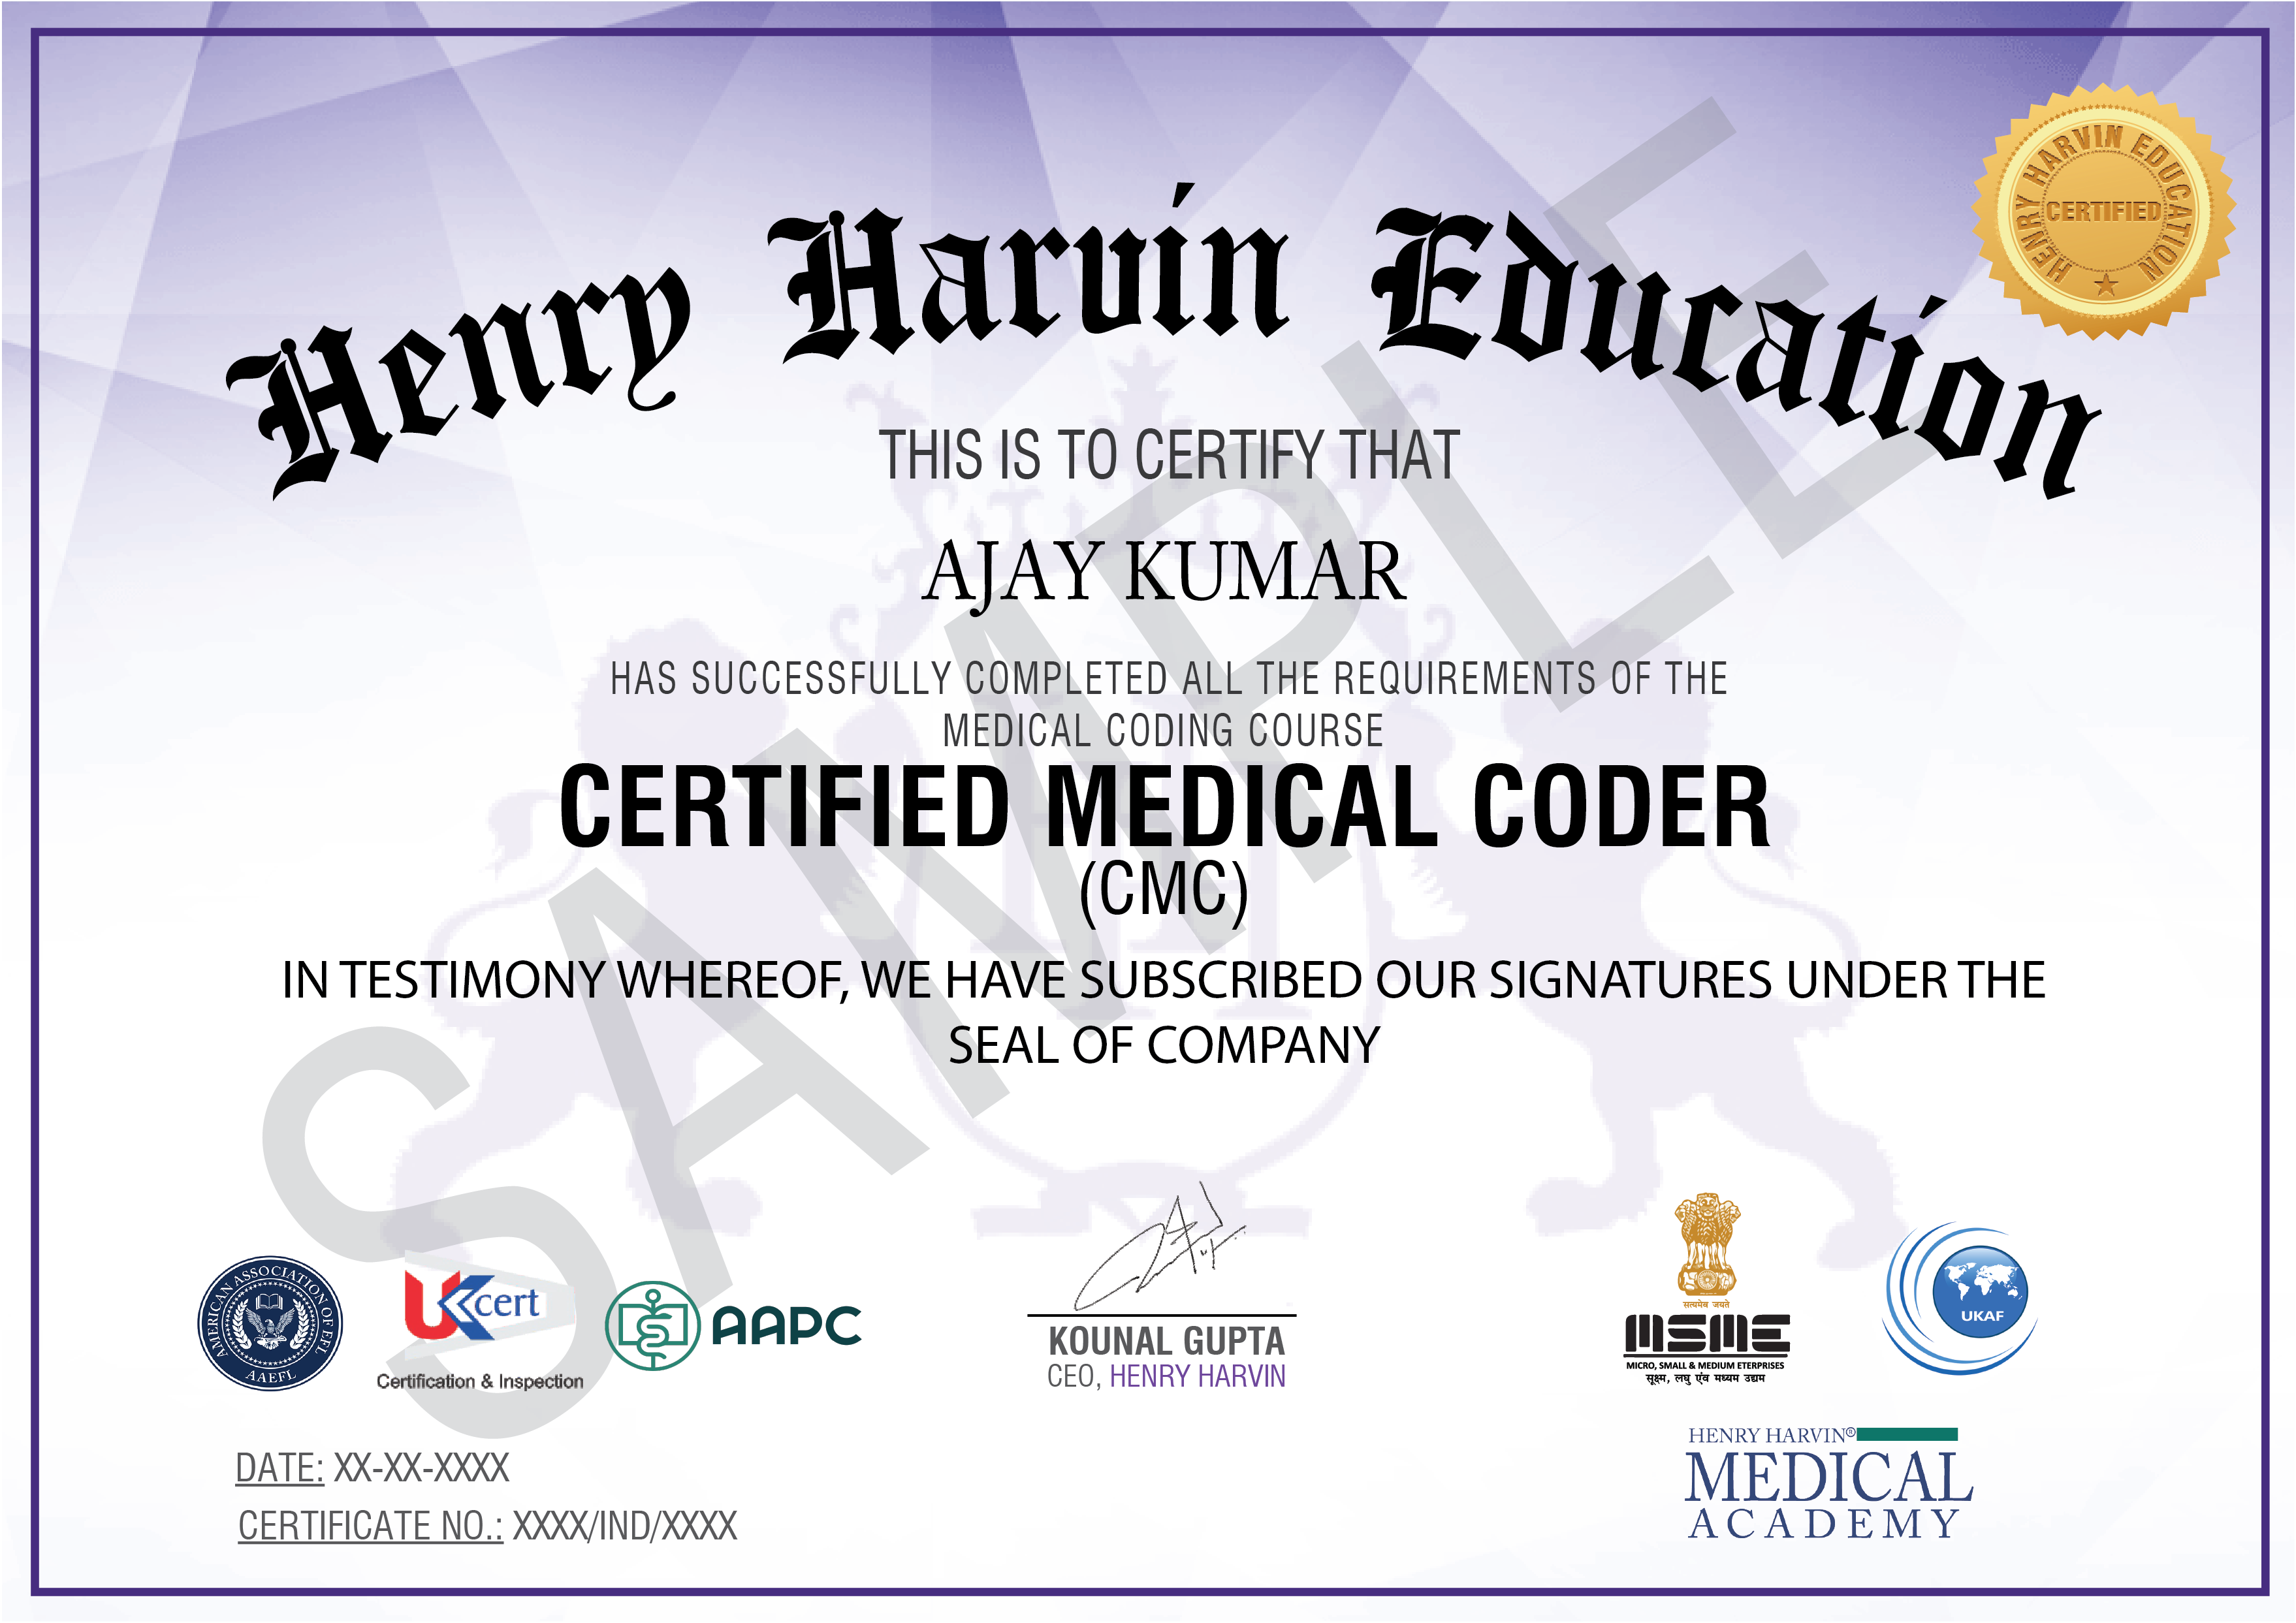 Henry Harvin Education
HENRY HARVIN EDUCATION
CERTIFIED
THIS IS TO CERTIFY THAT
AJAY KUMAR
HAS SUCCESSFULLY COMPLETED ALL THE REQUIREMENTS OF THE
MEDICAL CODING COURSE
CERTIFIED MEDICAL CODER
(CMC)
IN TESTIMONY WHEREOF, WE HAVE SUBSCRIBED OUR SIGNATURES UNDER THE
SEAL OF COMPANY
SAMPLE
AMERICAN ASSOCIATION OF EFL
AAEFL
UK cert
Certification & Inspection
AAPC
KOUNAL GUPTA
CEO, HENRY HARVIN
सत्यमेव जयते
MSME
MICRO, SMALL & MEDIUM ETERPRISES
सूक्ष्म, लघु एंव मध्यम उद्यम
UKAF
DATE: XX-XX-XXXX
CERTIFICATE NO.: XXXX/IND/XXXX
HENRY HARVIN®
MEDICAL
ACADEMY